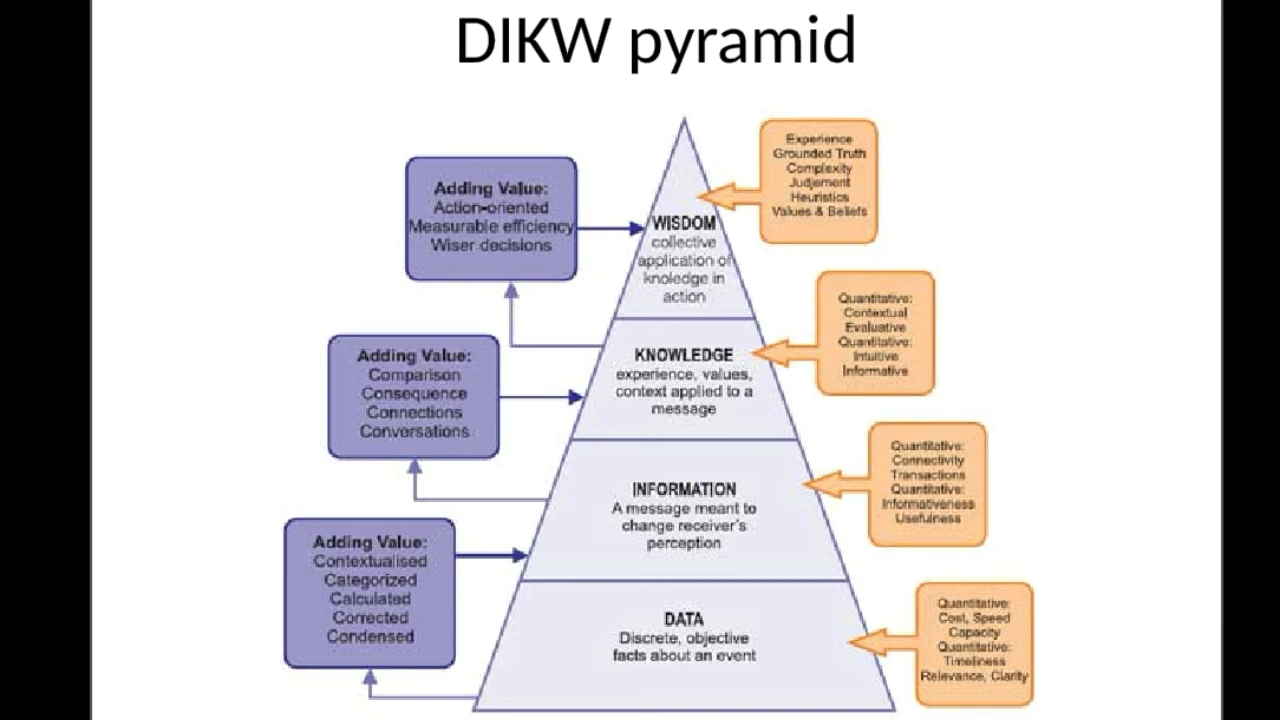 DIKW pyramid
Experience
Grounded Truth
Complexity
Judjement
Heuristics
Values & Beliefs
Adding Value:
Action-oriented
Measurable efficiency
Wiser decisions
WISDOM
collective
application of
knoledge in
action
Quantitative:
Contextual
Evaluative
Quantitative:
Intuitive
Informative
Adding Value:
Comparison
Consequence
Connections
Conversations
KNOWLEDGE
experience, values,
context applied to a
message
Quantitative:
Connectivity
Transactions
Quantitative:
Informativeness
Usefulness
INFORMATION
A message meant to
change receiver's
perception
Adding Value:
Contextualised
Categorized
Calculated
Corrected
Condensed
DATA
Discrete, objective
facts about an event
Quantitative:
Cost, Speed
Capacity
Quantitative:
Timeliness
Relevance, Clarity